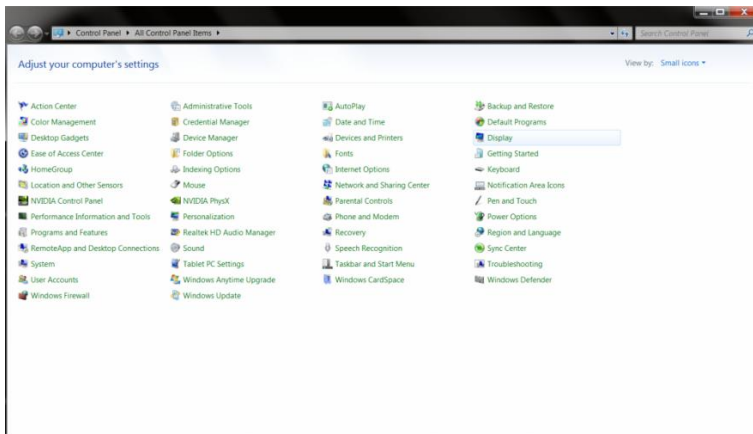 Control Panel All Control Panel Items Search Control Panel
Adjust your computer's settings View by: Small icons
Action Center Administrative Tools AutoPlay Backup and Restore
Color Management Credential Manager Date and Time Default Programs
Desktop Gadgets Device Manager Devices and Printers Display
Ease of Access Center Folder Options Fonts Getting Started
HomeGroup Indexing Options Internet Options Keyboard
Location and Other Sensors Mouse Network and Sharing Center Notification Area Icons
NVIDIA Control Panel NVIDIA PhysX Parental Controls Pen and Touch
Performance Information and Tools Personalization Phone and Modem Power Options
Programs and Features Realtek HD Audio Manager Recovery Region and Language
RemoteApp and Desktop Connections Sound Speech Recognition Sync Center
System Tablet PC Settings Taskbar and Start Menu Troubleshooting
User Accounts Windows Anytime Upgrade Windows CardSpace Windows Defender
Windows Firewall Windows Update